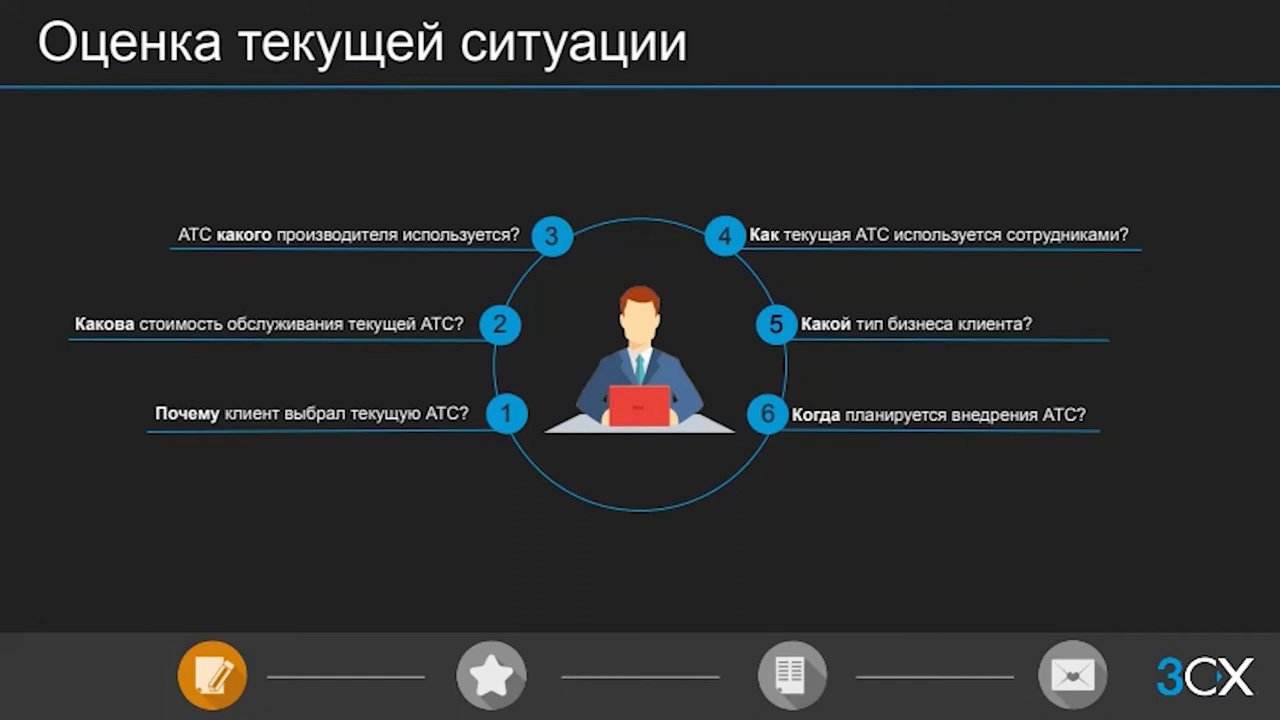 Оценка текущей ситуации
АТС какого производителя используется?
3
4
Как текущая АТС используется сотрудниками?
Какова стоимость обслуживания текущей АТС?
2
5
Какой тип бизнеса клиента?
Почему клиент выбрал текущую АТС?
1
6
Когда планируется внедрения АТС?
3CX